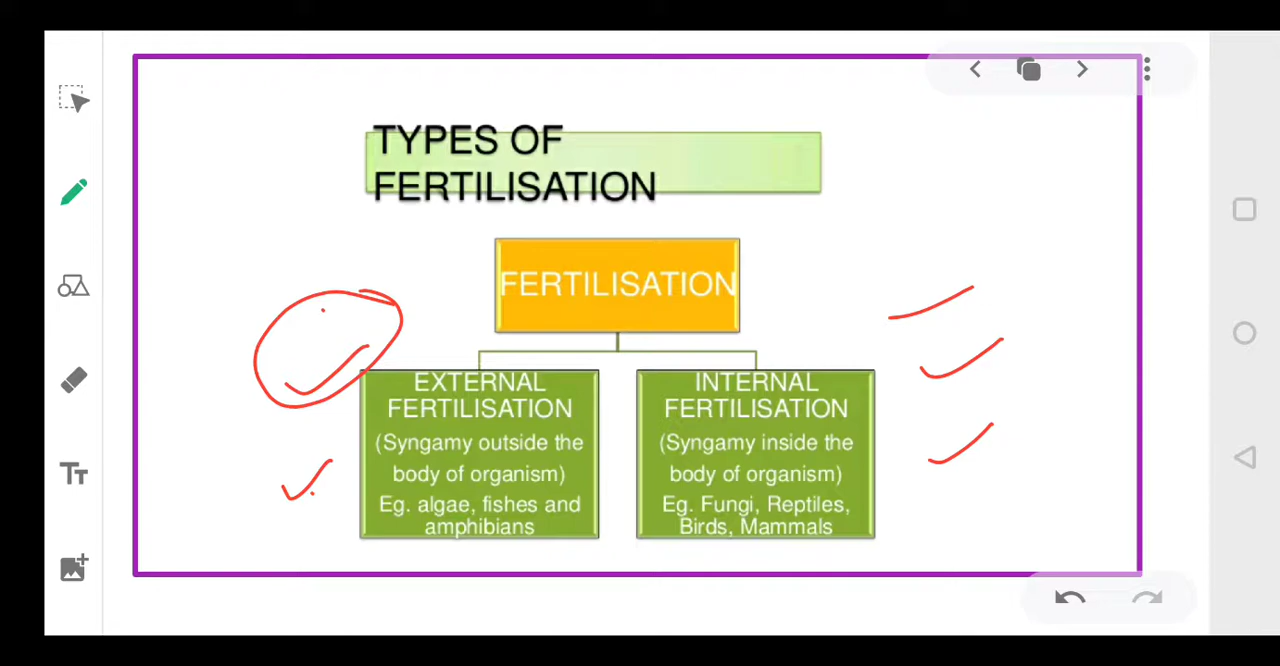 TYPES OF
FERTILISATION
FERTILISATION
EXTERNAL
FERTILISATION
(Syngamy outside the
body of organism)
Eg. algae, fishes and
amphibians
INTERNAL
FERTILISATION
(Syngamy inside the
body of organism)
Eg. Fungi, Reptiles,
Birds, Mammals
TT